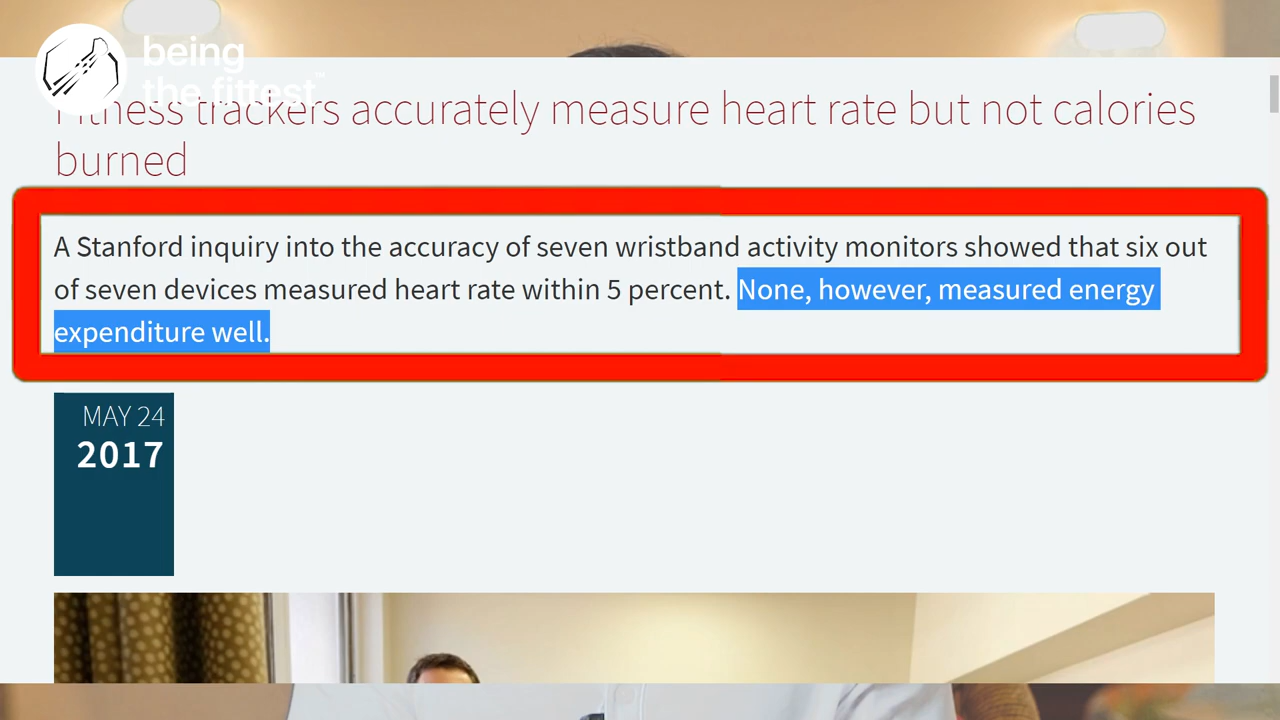 being
the fittest™
Fitness trackers accurately measure heart rate but not calories
burned
A Stanford inquiry into the accuracy of seven wristband activity monitors showed that six out
of seven devices measured heart rate within 5 percent. None, however, measured energy
expenditure well.
MAY 24
2017